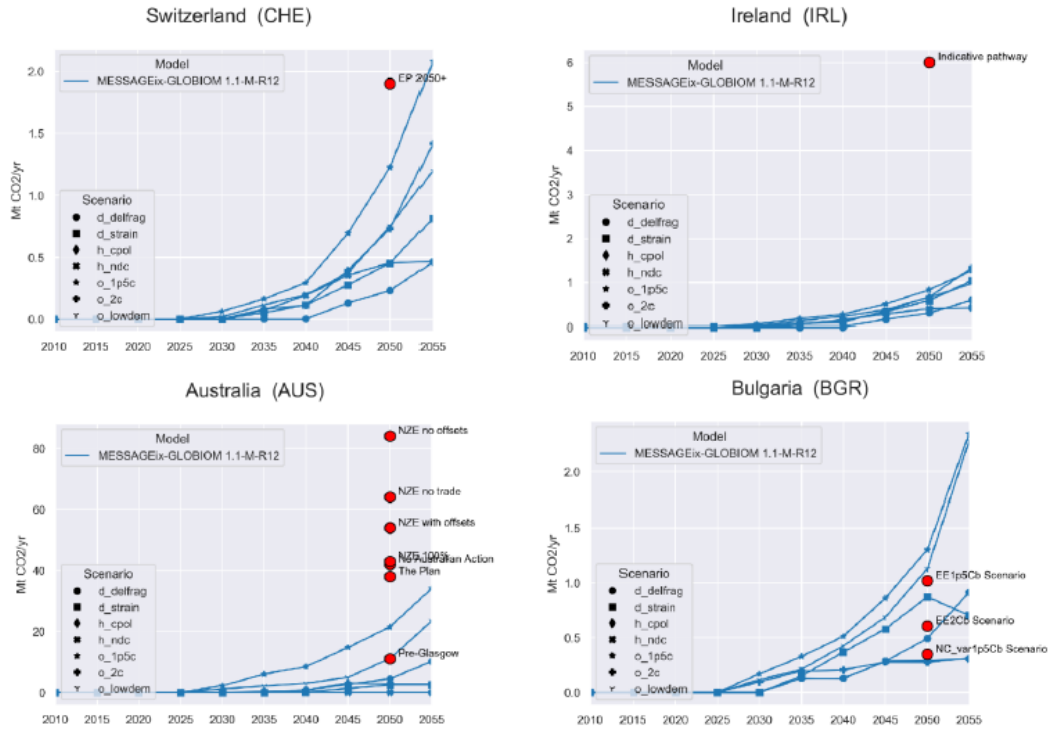 Switzerland (CHE)
Model
MESSAGEix-GLOBIOM 1.1-M-R12
EP 2050+
Mt CO2/yr
2.0
1.5
1.0
0.5
0.0
Scenario
d_delfrag
d_strain
h_cpol
h_ndc
o_1p5c
o_2c
o_lowdem
2010 2015 2020 2025 2030 2035 2040 2045 2050 2055
Ireland (IRL)
Model
MESSAGEix-GLOBIOM 1.1-M-R12
Indicative pathway
Mt CO2/yr
6
5
4
3
2
1
0
Scenario
d_delfrag
d_strain
h_cpol
h_ndc
o_1p5c
o_2c
o_lowdem
2010 2015 2020 2025 2030 2035 2040 2045 2050 2055
Australia (AUS)
Model
MESSAGEix-GLOBIOM 1.1-M-R12
NZE no offsets
NZE no trade
NZE with offsets
NZE 100%
No Australian Action
The Plan
Pre-Glasgow
Mt CO2/yr
80
60
40
20
0
Scenario
d_delfrag
d_strain
h_cpol
h_ndc
o_1p5c
o_2c
o_lowdem
2010 2015 2020 2025 2030 2035 2040 2045 2050 2055
Bulgaria (BGR)
Model
MESSAGEix-GLOBIOM 1.1-M-R12
EE1p5Cb Scenario
EE2Cb Scenario
NC_var1p5Cb Scenario
Mt CO2/yr
2.0
1.5
1.0
0.5
0.0
Scenario
d_delfrag
d_strain
h_cpol
h_ndc
o_1p5c
o_2c
o_lowdem
2010 2015 2020 2025 2030 2035 2040 2045 2050 2055